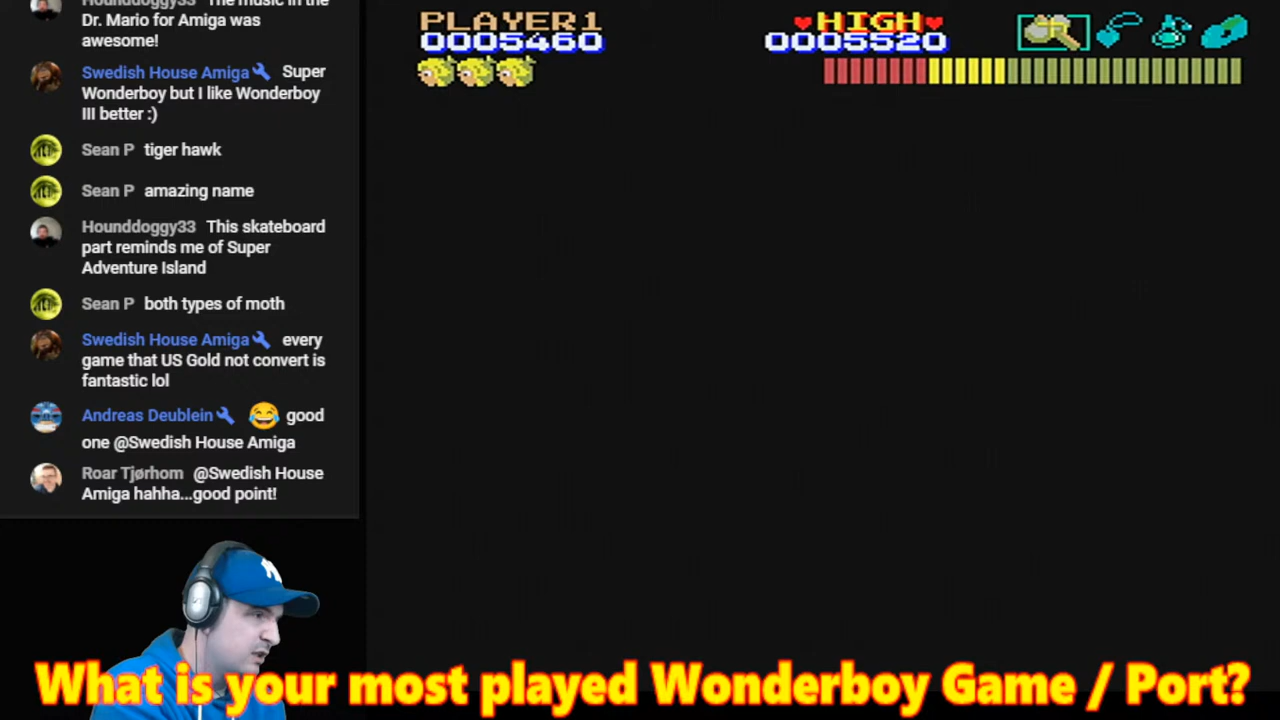 Dr. Mario for Amiga was
awesome!
Swedish House Amiga Super
Wonderboy but I like Wonderboy
III better :)
Sean P tiger hawk
Sean P amazing name
Hounddoggy33 This skateboard
part reminds me of Super
Adventure Island
Sean P both types of moth
Swedish House Amiga every
game that US Gold not convert is
fantastic lol
Andreas Deublein 😂 good
one @Swedish House Amiga
Roar Tjørhom @Swedish House
Amiga hahha...good point!
PLAYER1
0005460
♥HIGH♥
0005520
What is your most played Wonderboy Game / Port?